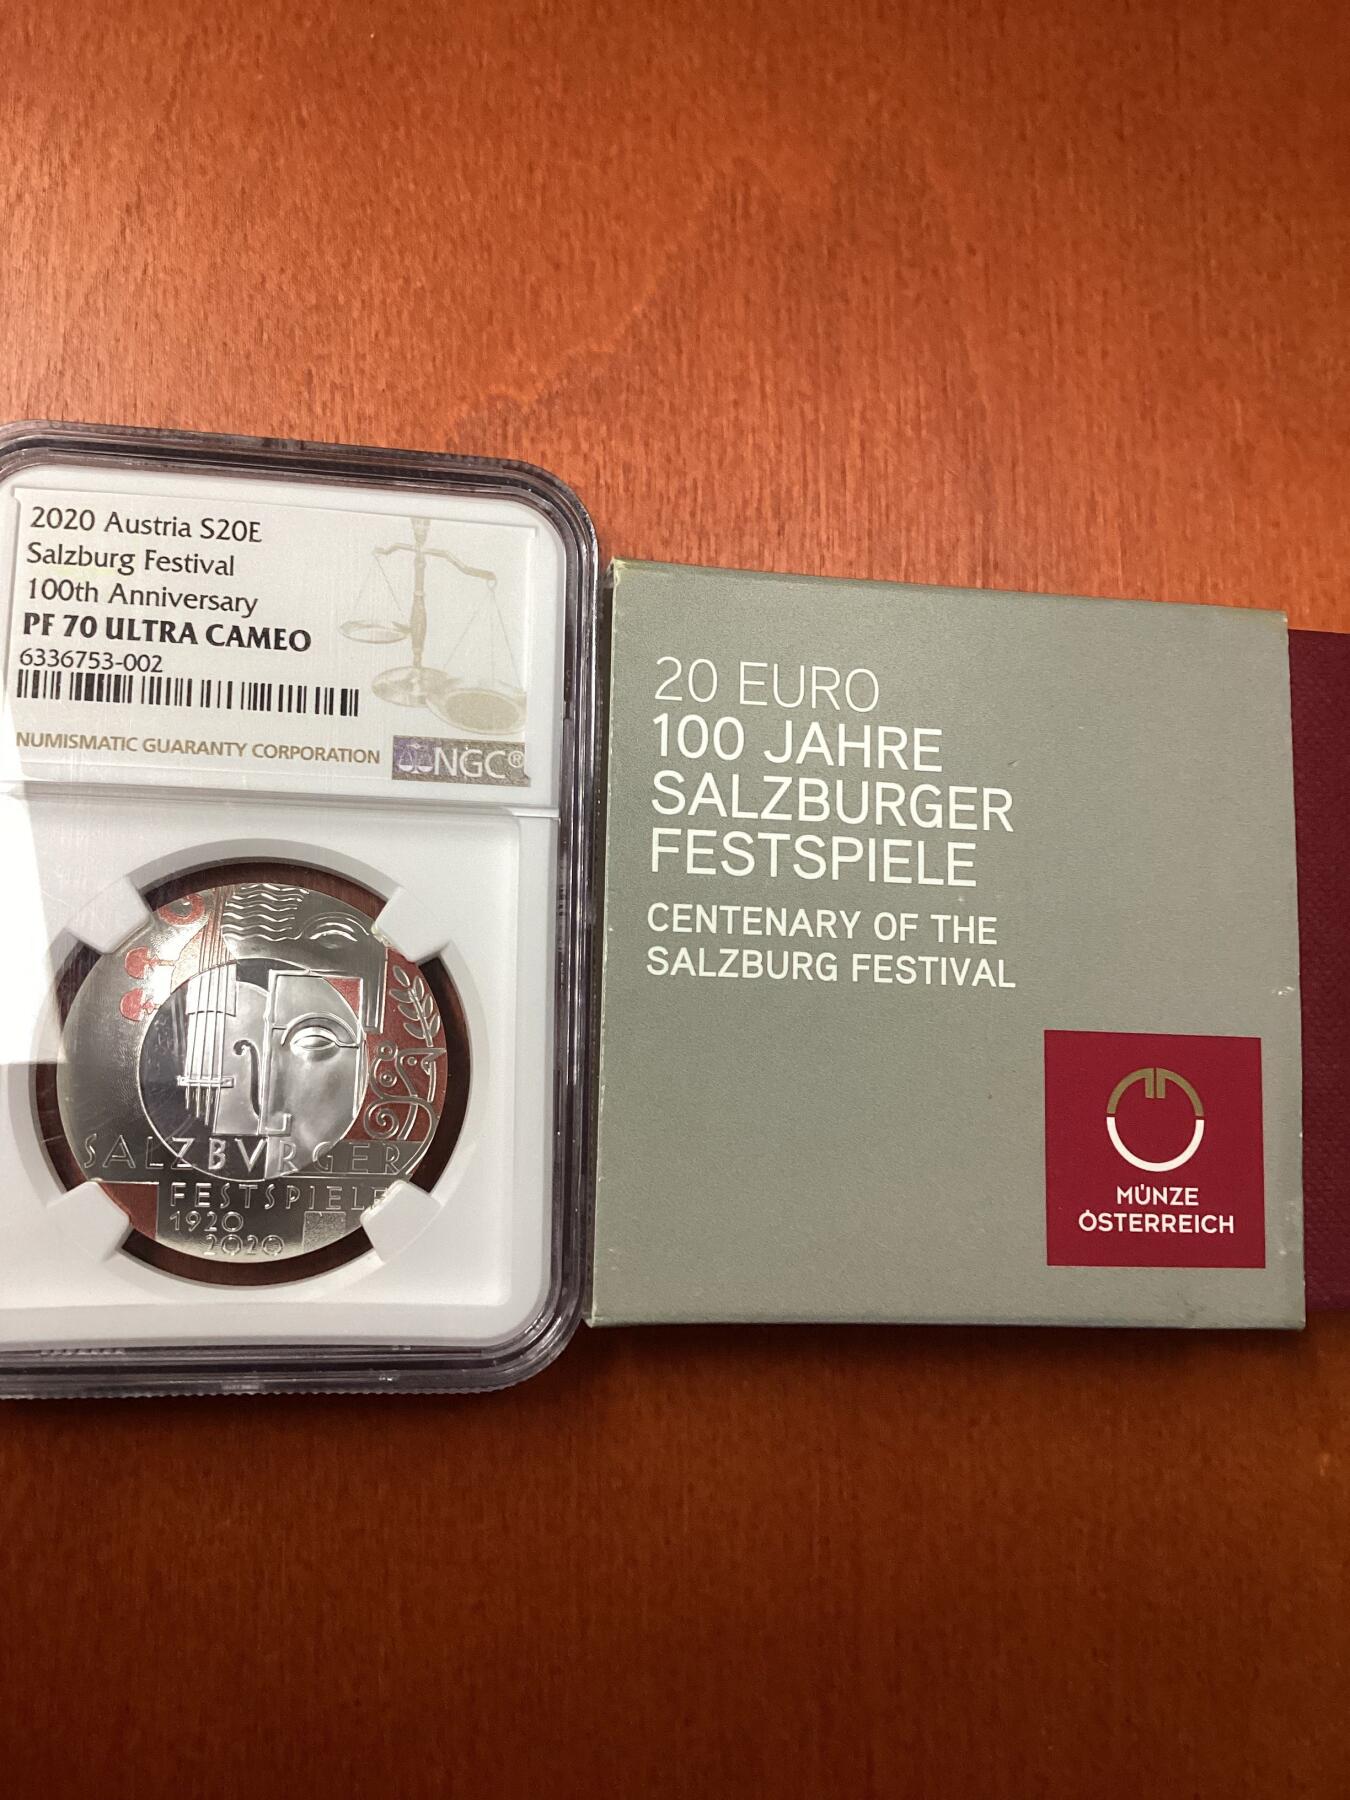 2020 Austria S20E
Salzburg Festival
100th Anniversary
PF 70 ULTRA CAMEO
6336753-002
NUMISMATIC GUARANTY CORPORATION
NGC®
SALZBVRGER
FESTSPIELE
1920
2020
20 EURO
100 JAHRE
SALZBURGER
FESTSPIELE
CENTENARY OF THE
SALZBURG FESTIVAL
MÜNZE
ÖSTERREICH